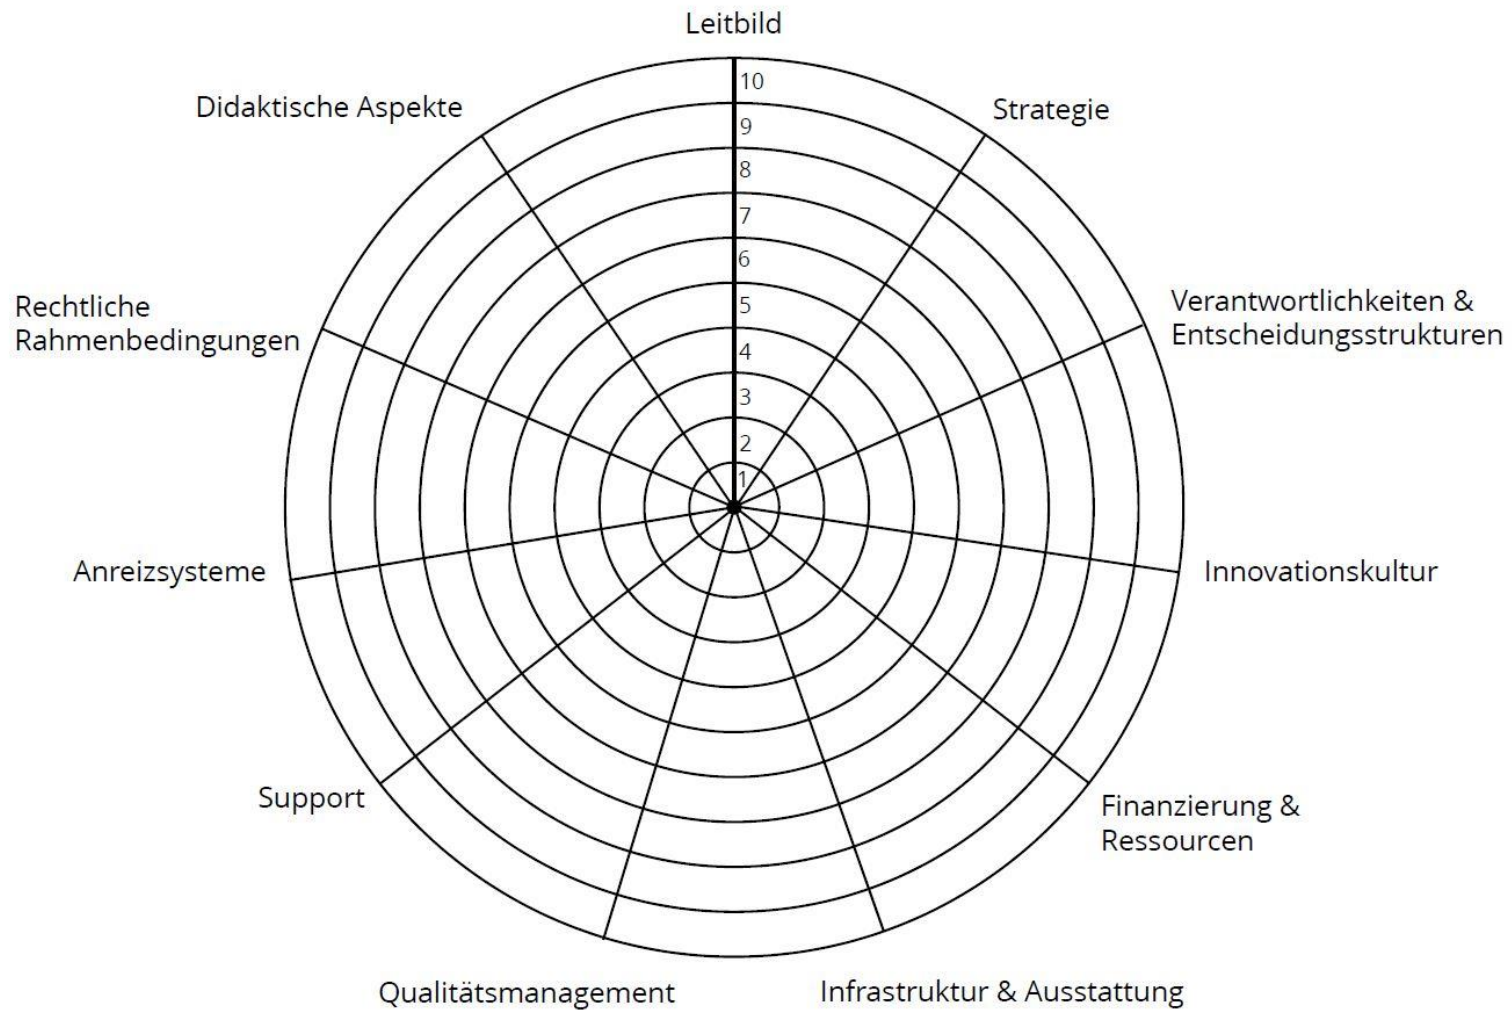 Leitbild
10
9
8
7
6
5
4
3
2
1
Strategie
Verantwortlichkeiten &
Entscheidungsstrukturen
Innovationskultur
Finanzierung &
Ressourcen
Infrastruktur & Ausstattung
Qualitätsmanagement
Support
Anreizsysteme
Rechtliche
Rahmenbedingungen
Didaktische Aspekte